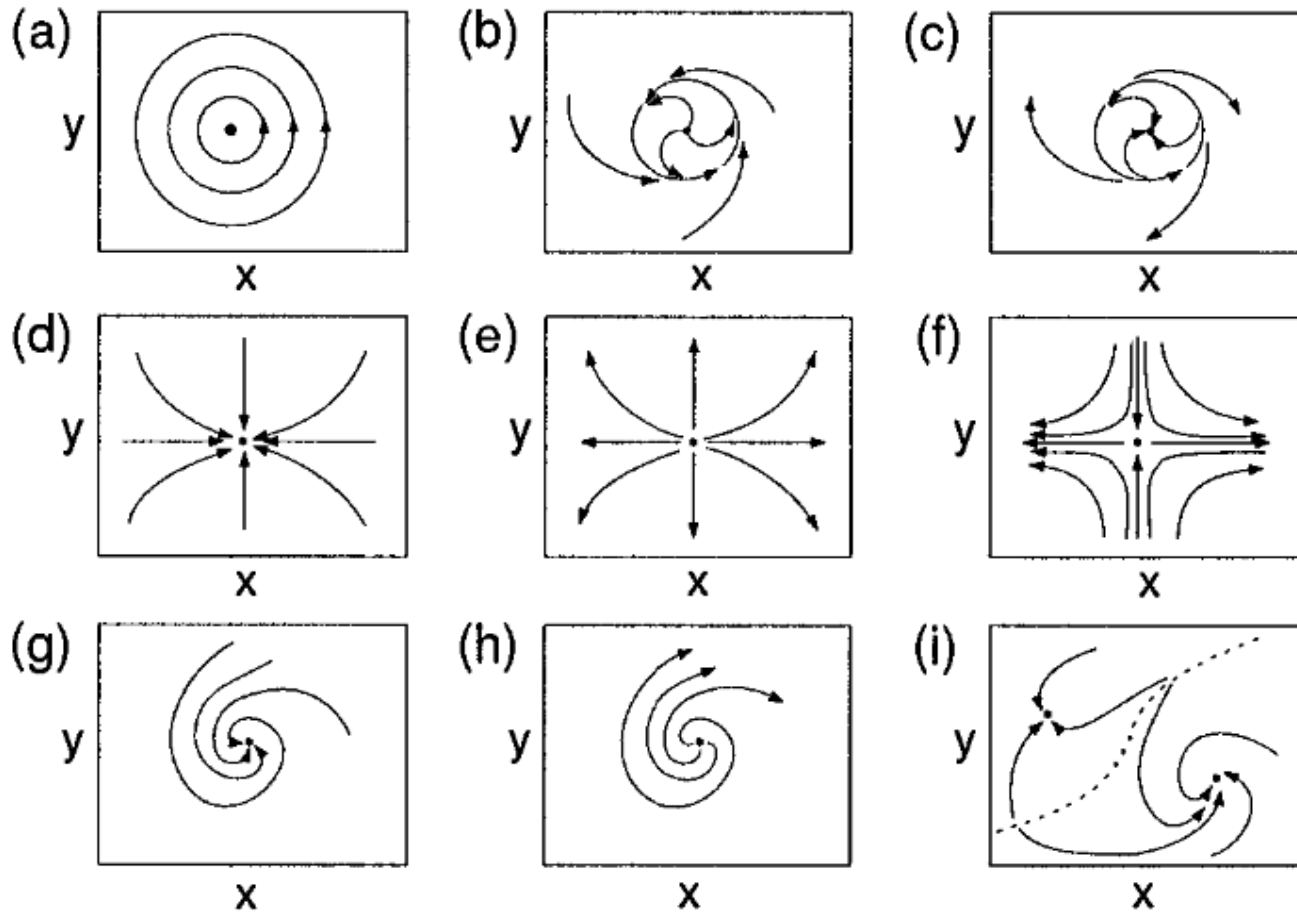 (a) (b) (c)
y y y
x x x
(d) (e) (f)
y y y
x x x
(g) (h) (i)
y y y
x x x